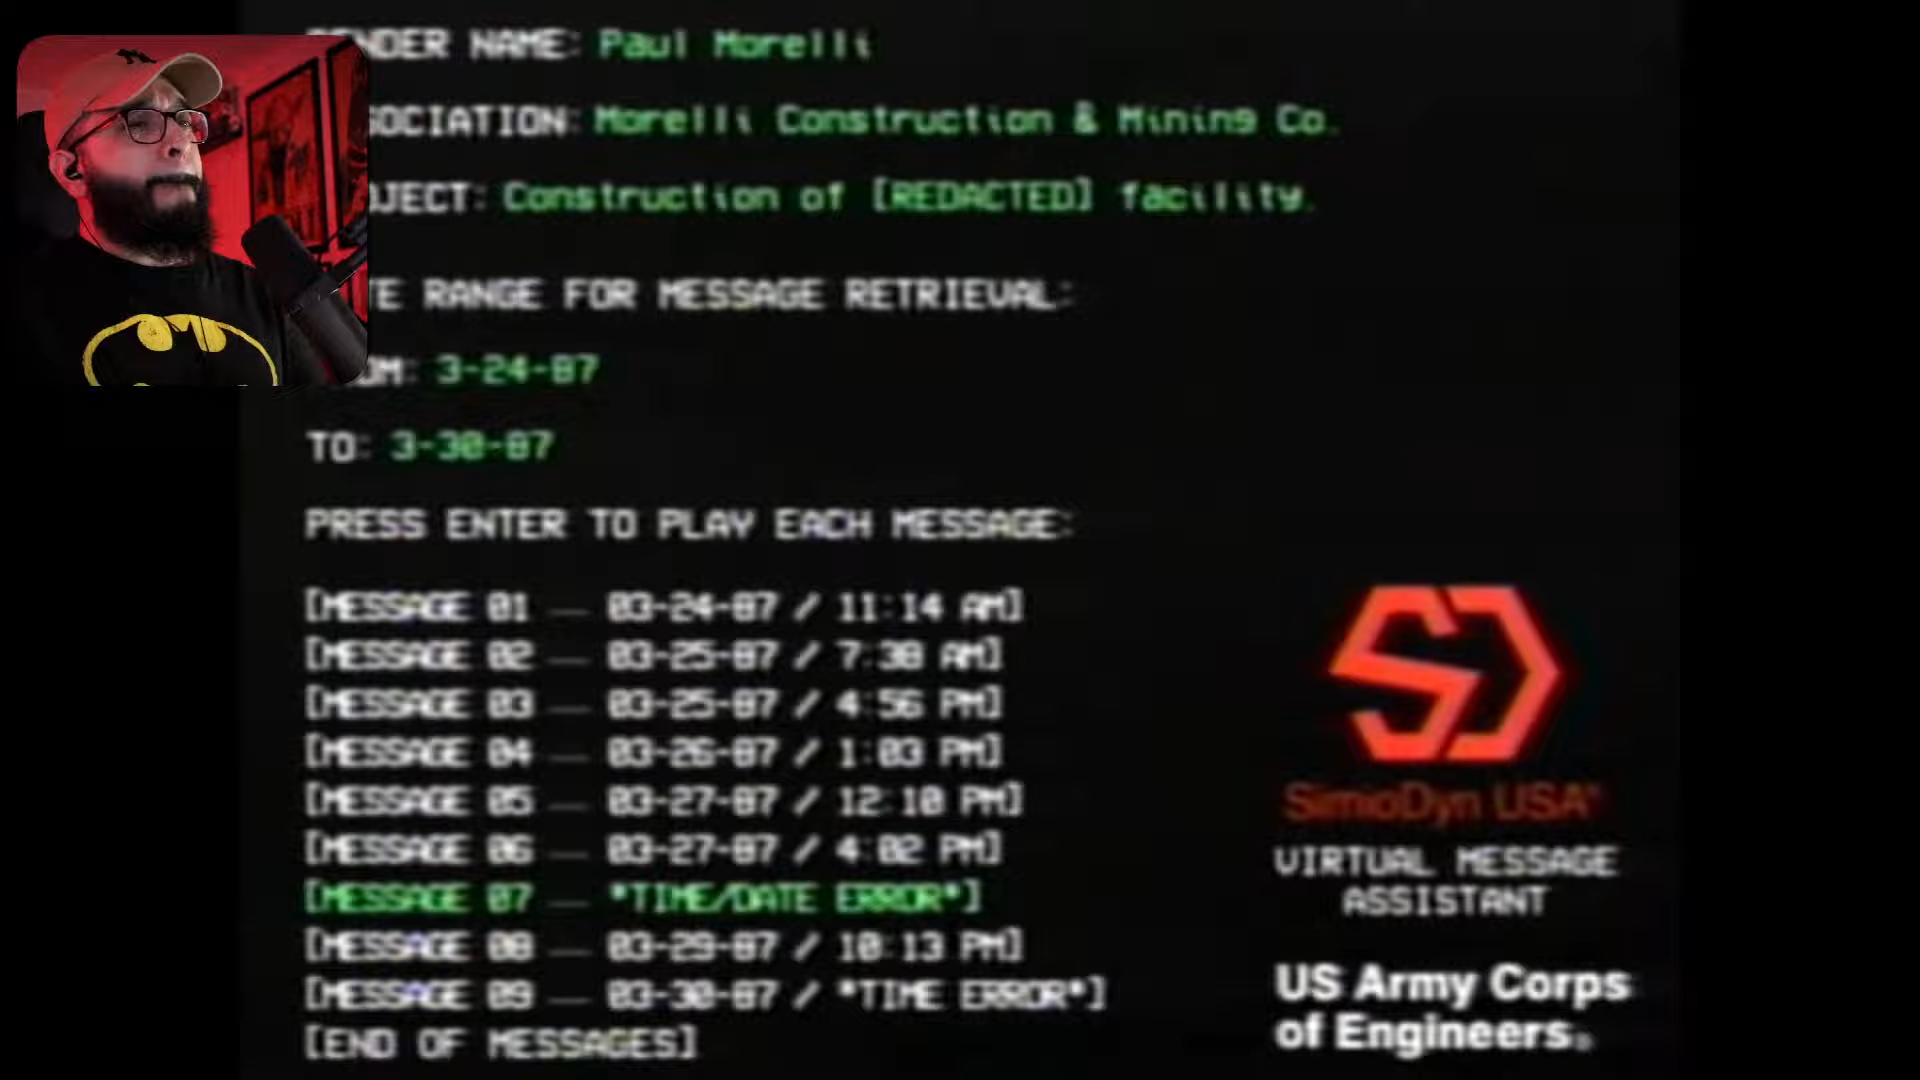 ENDER NAME: Paul Morelli
SOCIATION: Morelli Construction & Mining Co.
OJECT: Construction of [REDACTED] facility.
TE RANGE FOR MESSAGE RETRIEVAL:
OM: 3-24-87
TO: 3-30-87
PRESS ENTER TO PLAY EACH MESSAGE:
[MESSAGE 01 — 03-24-87 / 11:14 AM]
[MESSAGE 02 — 03-25-87 / 7:38 AM]
[MESSAGE 03 — 03-25-87 / 4:56 PM]
[MESSAGE 04 — 03-26-87 / 1:03 PM]
[MESSAGE 05 — 03-27-87 / 12:10 PM]
[MESSAGE 06 — 03-27-87 / 4:02 PM]
[MESSAGE 07 — *TIME/DATE ERROR*]
[MESSAGE 08 — 03-29-87 / 10:13 PM]
[MESSAGE 09 — 03-30-87 / *TIME ERROR*]
[END OF MESSAGES]
SD
SimioDyn USA®
VIRTUAL MESSAGE
ASSISTANT
US Army Corps
of Engineers®